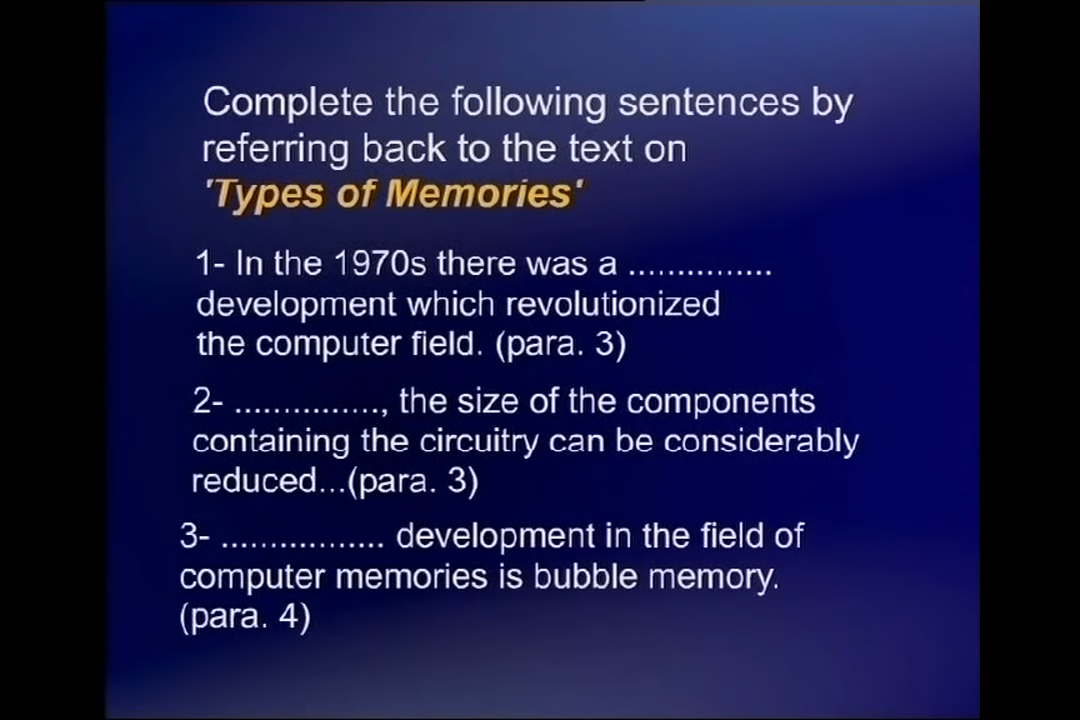 Complete the following sentences by
referring back to the text on
'Types of Memories'
1- In the 1970s there was a ...............
development which revolutionized
the computer field. (para. 3)
2- ..............., the size of the components
containing the circuitry can be considerably
reduced...(para. 3)
3- ................. development in the field of
computer memories is bubble memory.
(para. 4)